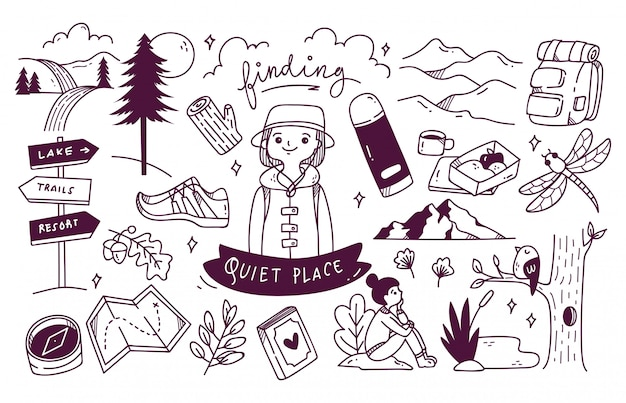 finding
LAKE
TRAILS
RESORT
QUIET PLACE